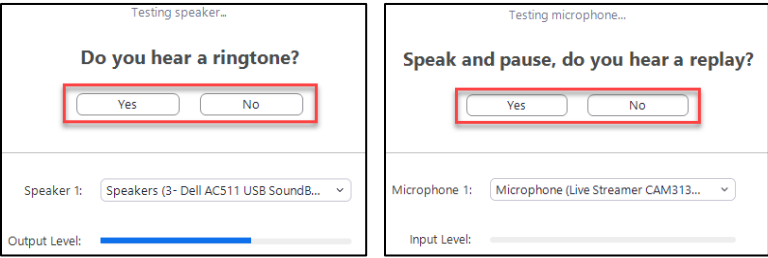 Testing speaker...
Do you hear a ringtone?
Yes No
Speaker 1: Speakers (3- Dell AC511 USB SoundB...
Output Level:
Testing microphone...
Speak and pause, do you hear a replay?
Yes No
Microphone 1: Microphone (Live Streamer CAM313...
Input Level: